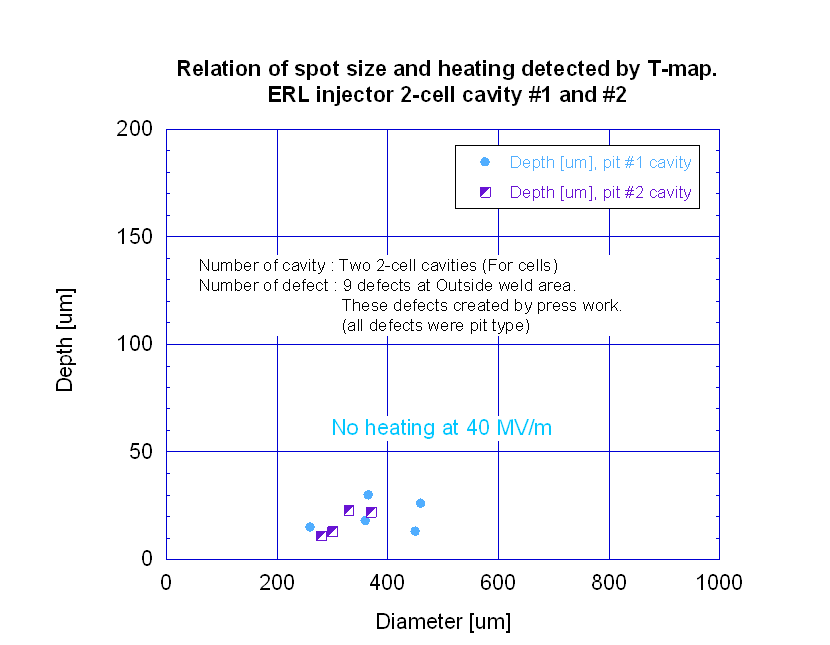 Relation of spot size and heating detected by T-map.
ERL injector 2-cell cavity #1 and #2
200
150
100
50
0
Depth [um]
Depth [um], pit #1 cavity
Depth [um], pit #2 cavity
Number of cavity : Two 2-cell cavities (For cells)
Number of defect : 9 defects at Outside weld area.
These defects created by press work.
(all defects were pit type)
No heating at 40 MV/m
0 200 400 600 800 1000
Diameter [um]